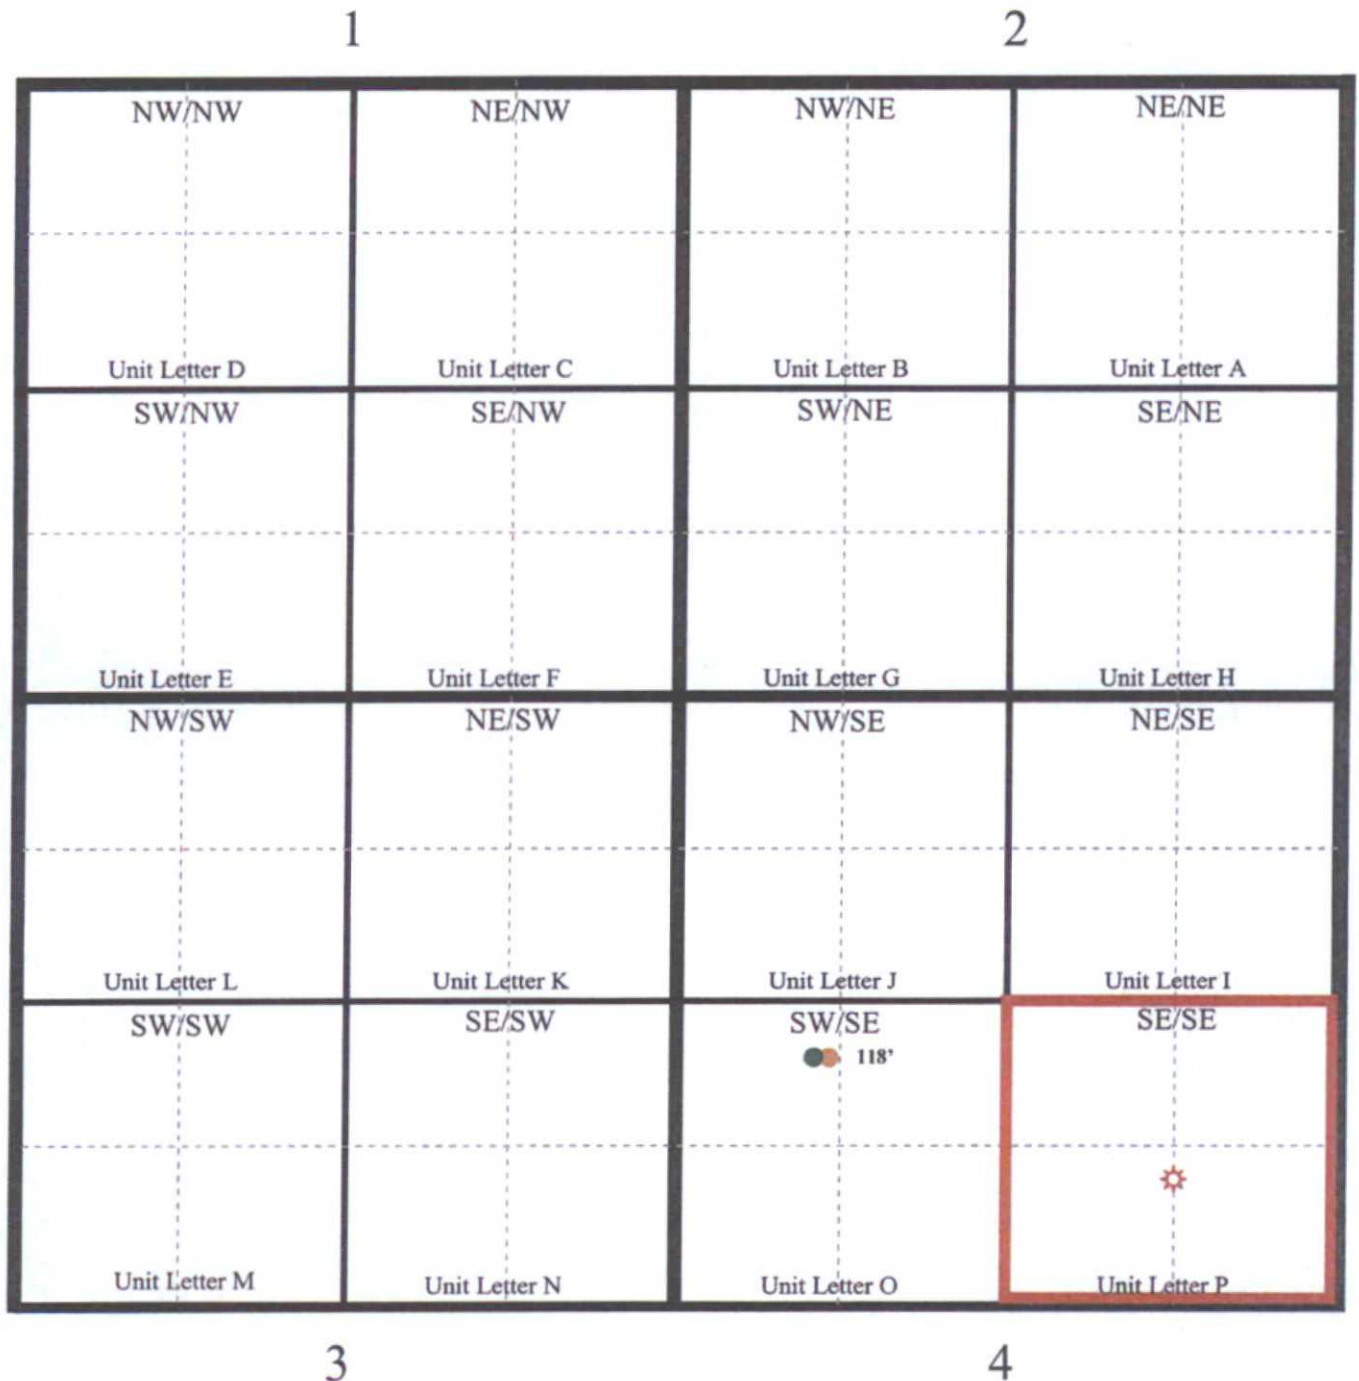 1 2
NW/NW NE/NW NW/NE NE/NE
Unit Letter D Unit Letter C Unit Letter B Unit Letter A
SW/NW SE/NW SW/NE SE/NE
Unit Letter E Unit Letter F Unit Letter G Unit Letter H
NW/SW NE/SW NW/SE NE/SE
Unit Letter L Unit Letter K Unit Letter J Unit Letter I
SW/SW SE/SW SW/SE SE/SE
118'
Unit Letter M Unit Letter N Unit Letter O Unit Letter P
3 4